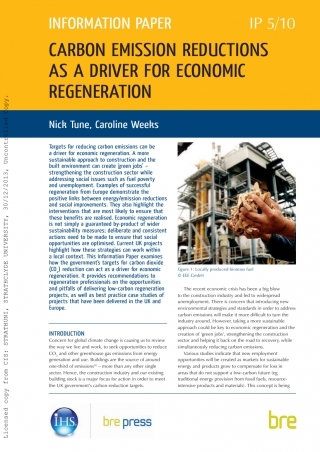 INFORMATION PAPER
IP 5/10
CARBON EMISSION REDUCTIONS
AS A DRIVER FOR ECONOMIC
REGENERATION
Nick Tune, Caroline Weeks
Targets for reducing carbon emissions can be
a driver for economic regeneration. A more
sustainable approach to construction and the
built environment can create ‘green jobs’ –
strengthening the construction sector while
addressing social issues such as fuel poverty
and unemployment. Examples of successful
regeneration from Europe demonstrate the
positive links between energy/emission reductions
and social improvements. They also highlight the
interventions that are most likely to ensure that
these benefits are realised. Economic regeneration
is not simply a guaranteed by-product of wider
sustainability measures; deliberate and consistent
actions need to be made to ensure that social
opportunities are optimised. Current UK projects
highlight how these strategies can work within
a local context. This Information Paper examines
how the government's targets for carbon dioxide
(CO2) reduction can act as a driver for economic
regeneration. It provides recommendations to
regeneration professionals on the opportunities
and pitfalls of delivering low-carbon regeneration
projects, as well as best practice case studies of
projects that have been delivered in the UK and
Europe.
INTRODUCTION
Concern for global climate change is causing us to review
the way we live and work, to seek opportunities to reduce
CO2 and other greenhouse gas emissions from energy
generation and use. Buildings are the source of around
one-third of emissions – more than any other single
sector. Hence, the construction industry and our existing
building stock is a major focus for action in order to meet
the UK government's carbon reduction targets.
Figure 1: Locally produced biomass fuel
© EEE GmbH
The recent economic crisis has been a big blow
to the construction industry and led to widespread
unemployment. There is concern that introducing new
environmental strategies and standards in order to address
carbon emissions will make it more difficult to turn the
industry around. However, taking a more sustainable
approach could be key to economic regeneration and the
creation of ‘green jobs’, strengthening the construction
sector and helping it back on the road to recovery, while
simultaneously reducing carbon emissions.
Various studies indicate that new employment
opportunities will be created as markets for sustainable
energy and products grow to compensate for loss in
areas that do not support a low-carbon future (eg
traditional energy provision from fossil fuels, resource-
intensive products and materials). This concept is being
IHS
bre press
bre
Licensed copy from CIS: STRATHUNI, STRATHCLYDE UNIVERSITY, 30/12/2013, Uncontrolled Copy.